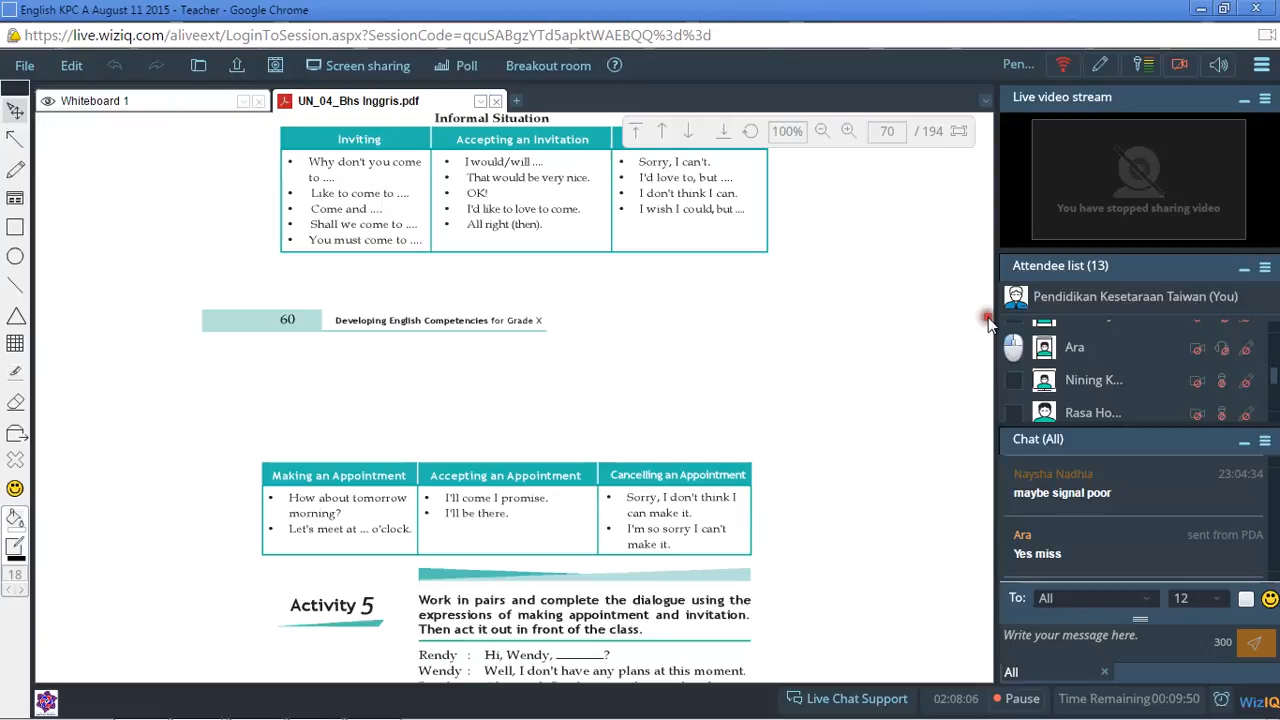 English KPC A August 11 2015 - Teacher - Google Chrome
https://live.wiziq.com/aliveext/LoginToSession.aspx?SessionCode=qcuSABgzYTd5apktWAEBQQ%3d%3d
File Edit Screen sharing Poll Breakout room Pen...
Whiteboard 1 UN_04_Bhs Inggris.pdf
Live video stream
100% 70 / 194
Informal Situation
Inviting Accepting an Invitation
• Why don't you come to ....
• Like to come to ....
• Come and ....
• Shall we come to ....
• You must come to ....
• I would/will ....
• That would be very nice.
• OK!
• I'd like to love to come.
• All right (then).
• Sorry, I can't.
• I'd love to, but ....
• I don't think I can.
• I wish I could, but ....
You have stopped sharing video
60 Developing English Competencies for Grade X
Making an Appointment Accepting an Appointment Cancelling an Appointment
• How about tomorrow
morning?
• Let's meet at ... o'clock.
• I'll come I promise.
• I'll be there.
• Sorry, I don't think I
can make it.
• I'm so sorry I can't
make it.
Activity 5
Work in pairs and complete the dialogue using the
expressions of making appointment and invitation.
Then act it out in front of the class.
Rendy : Hi, Wendy, ________?
Wendy : Well, I don't have any plans at this moment.
Attendee list (13)
Pendidikan Kesetaraan Taiwan (You)
Ara
Nining K...
Rasa Ho...
Chat (All)
Naysha Nadhia 23:04:34
maybe signal poor
Ara sent from PDA
Yes miss
To: All 12
Write your message here. 300
All
18
Live Chat Support 02:08:06 Pause Time Remaining 00:09:50 WizIQ